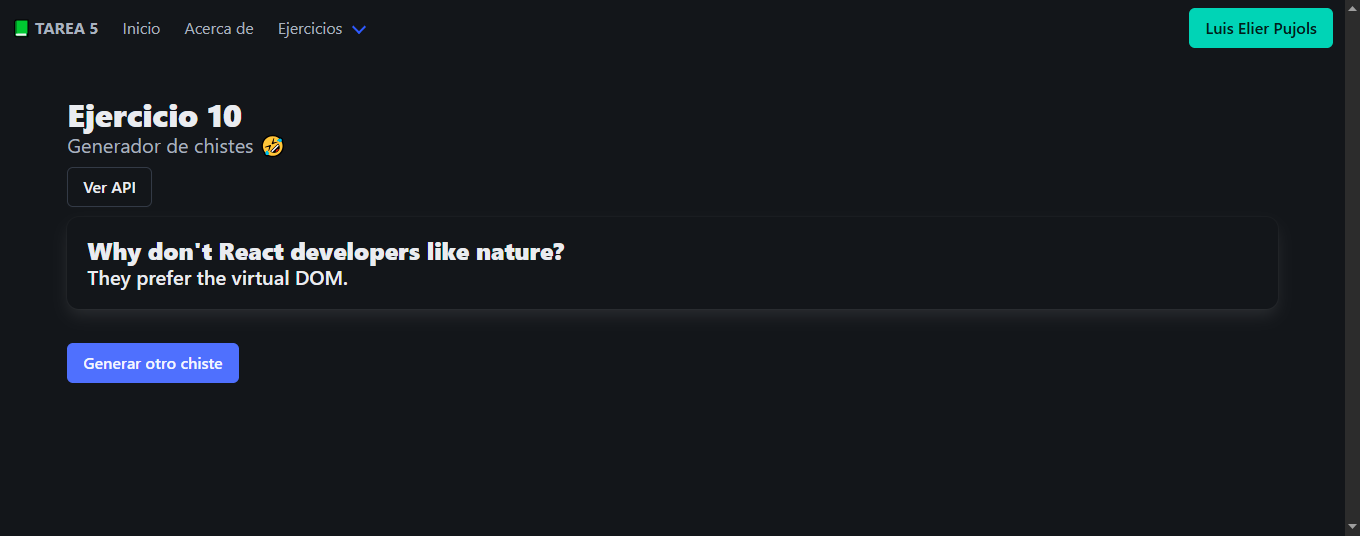 TAREA 5 Inicio Acerca de Ejercicios Luis Elier Pujols
Ejercicio 10
Generador de chistes 🤣
Ver API
Why don't React developers like nature?
They prefer the virtual DOM.
Generar otro chiste